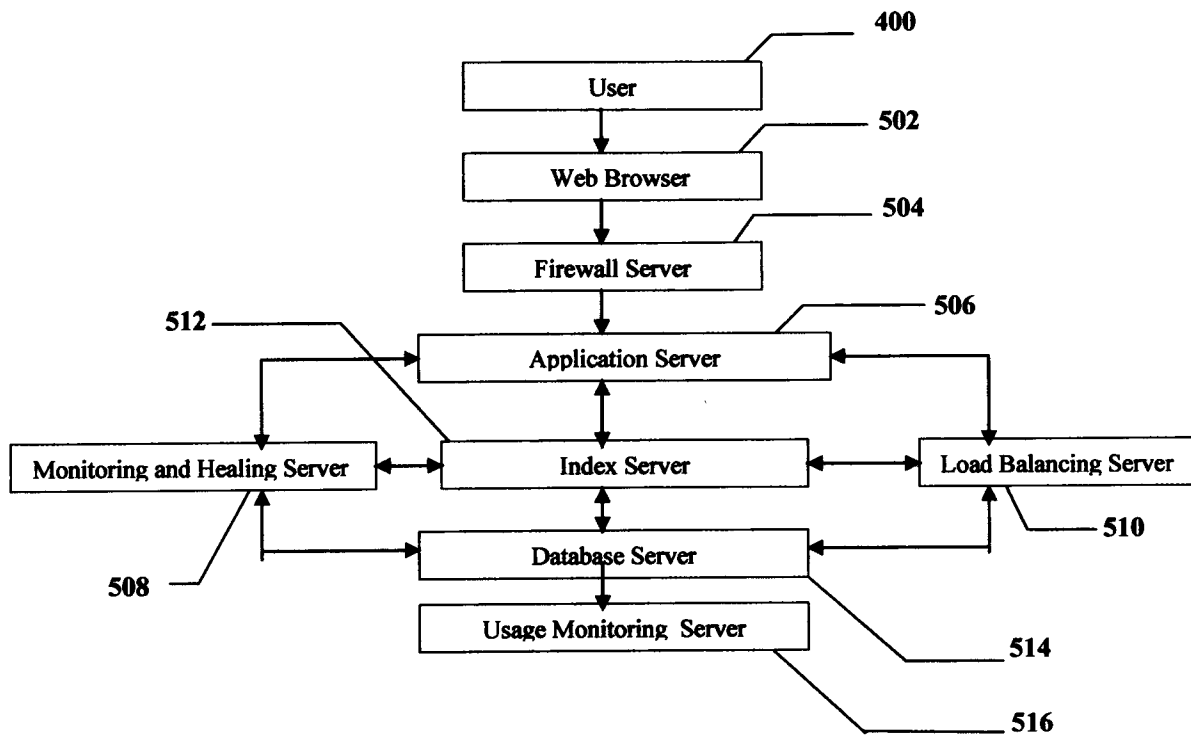 400
User
502
Web Browser
504
Firewall Server
506
512
Application Server
Monitoring and Healing Server
Index Server
Load Balancing Server
510
Database Server
508
Usage Monitoring Server
514
516